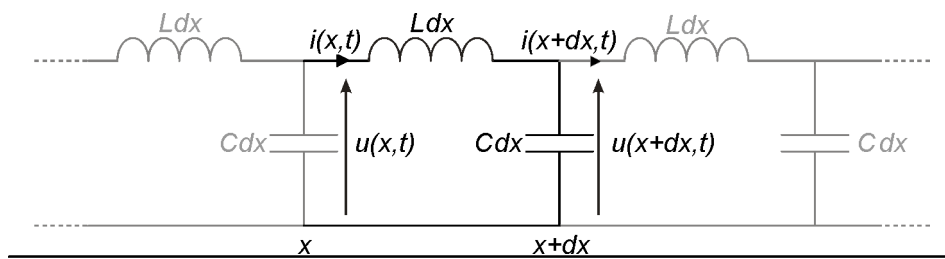 Ldx
i(x,t) Ldx i(x+dx,t) Ldx
Cdx u(x,t) Cdx u(x+dx,t) Cdx
x x+dx